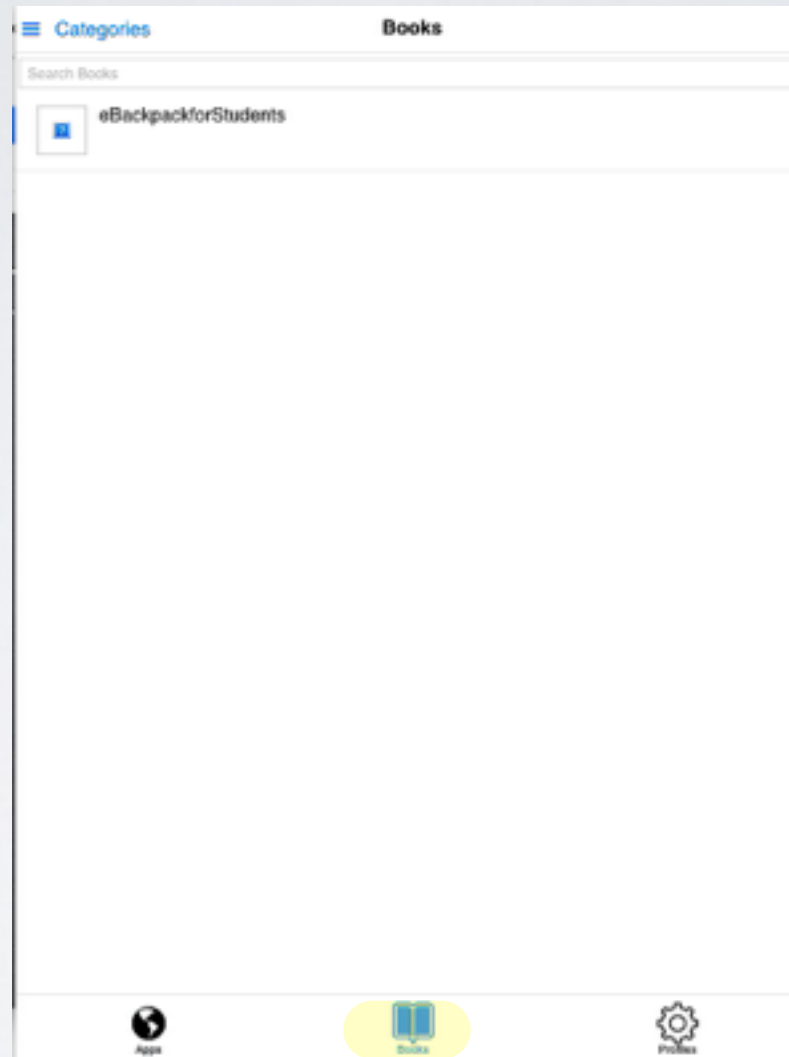 Categories
Books
Search Books
eBackpackforStudents
Apps
Books
Profiles